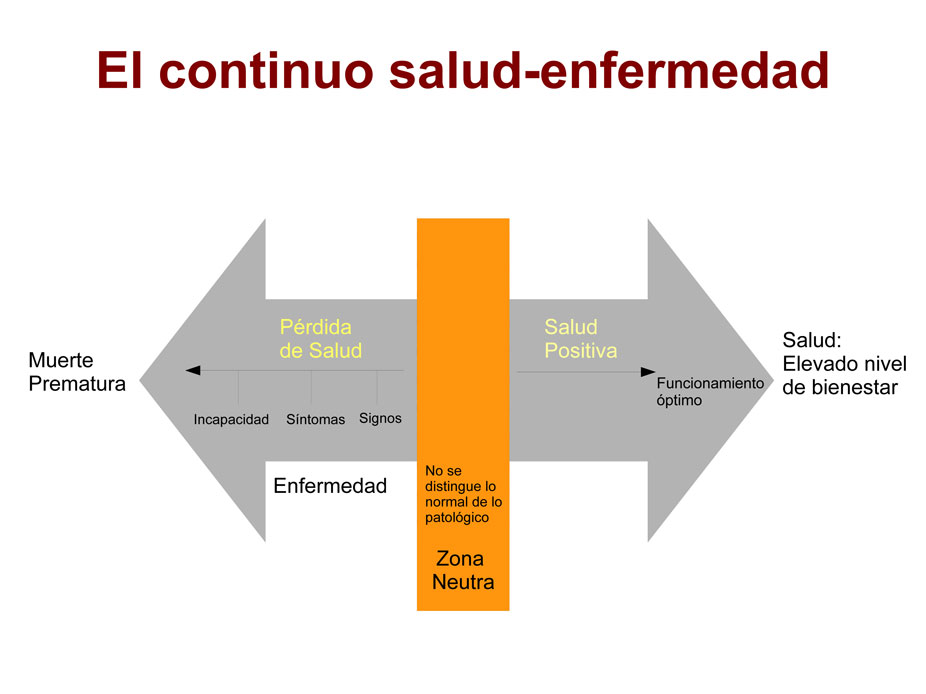 El continuo salud-enfermedad
Muerte
Prematura
Pérdida
de Salud
Incapacidad
Síntomas
Signos
Enfermedad
No se
distingue lo
normal de lo
patológico
Zona
Neutra
Salud
Positiva
Funcionamiento
óptimo
Salud:
Elevado nivel
de bienestar